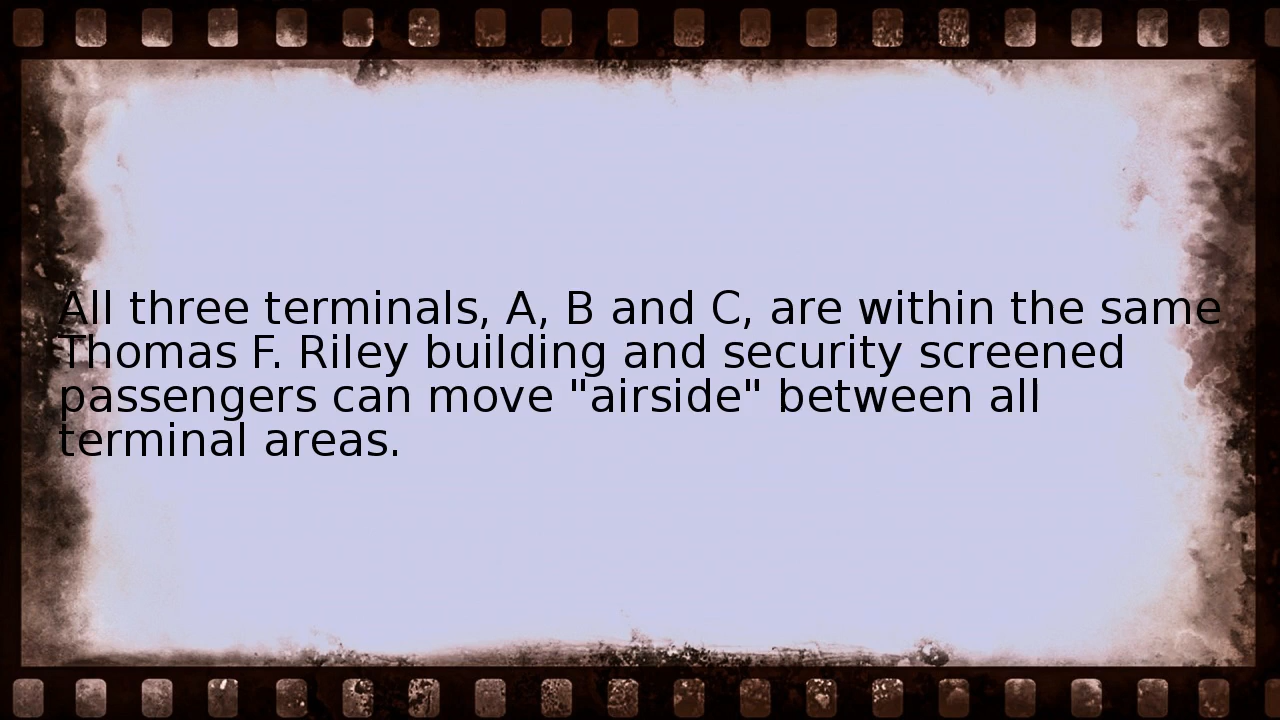 All three terminals, A, B and C, are within the same
Thomas F. Riley building and security screened
passengers can move "airside" between all
terminal areas.